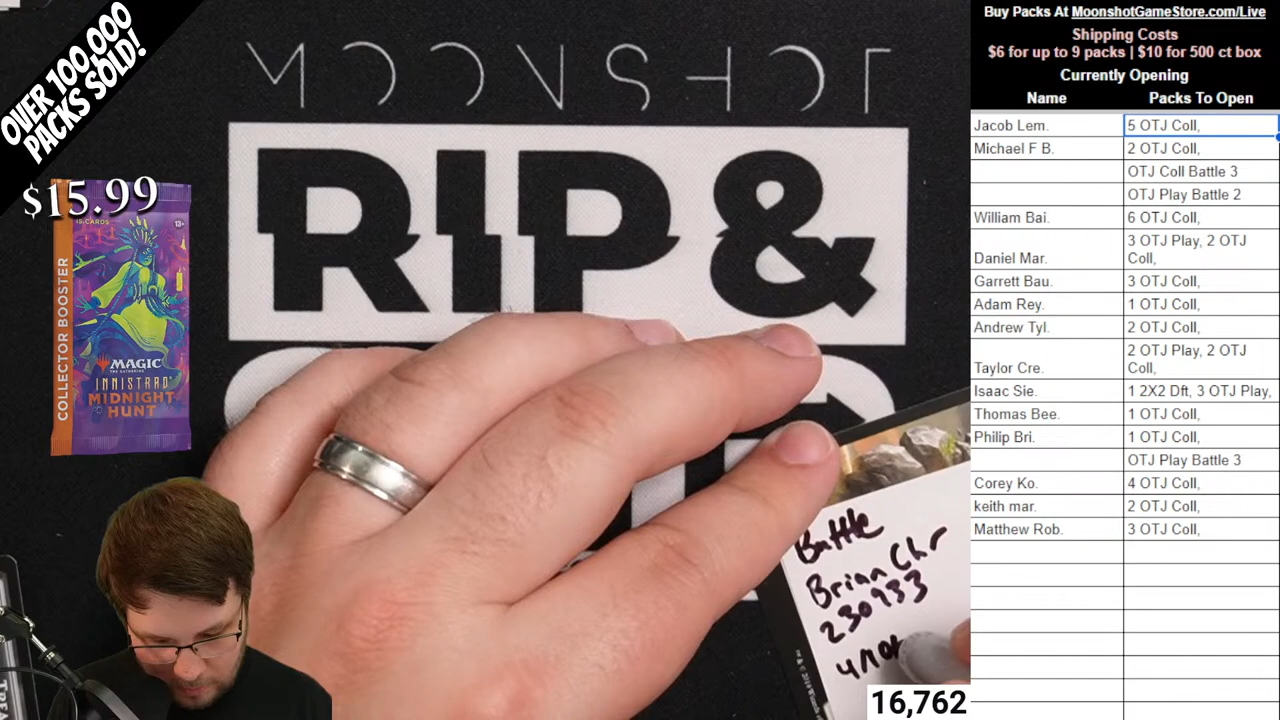 OVER 100,000
PACKS SOLD!
$15.99
15 CARDS
13+
COLLECTOR BOOSTER
MAGIC
THE GATHERING
INNISTRAD
MIDNIGHT
HUNT
MOONSHOT
RIP &
Battle
Brian Chr
230933
16,762
Buy Packs At MoonshotGameStore.com/Live
Shipping Costs
$6 for up to 9 packs | $10 for 500 ct box
Currently Opening
Name Packs To Open
Jacob Lem. 5 OTJ Coll,
Michael F B. 2 OTJ Coll,
OTJ Coll Battle 3
OTJ Play Battle 2
William Bai. 6 OTJ Coll,
Daniel Mar. 3 OTJ Play, 2 OTJ
Coll,
Garrett Bau. 3 OTJ Coll,
Adam Rey. 1 OTJ Coll,
Andrew Tyl. 2 OTJ Coll,
Taylor Cre. 2 OTJ Play, 2 OTJ
Coll,
Isaac Sie. 1 2X2 Dft, 3 OTJ Play,
Thomas Bee. 1 OTJ Coll,
Philip Bri. 1 OTJ Coll,
OTJ Play Battle 3
Corey Ko. 4 OTJ Coll,
keith mar. 2 OTJ Coll,
Matthew Rob. 3 OTJ Coll,